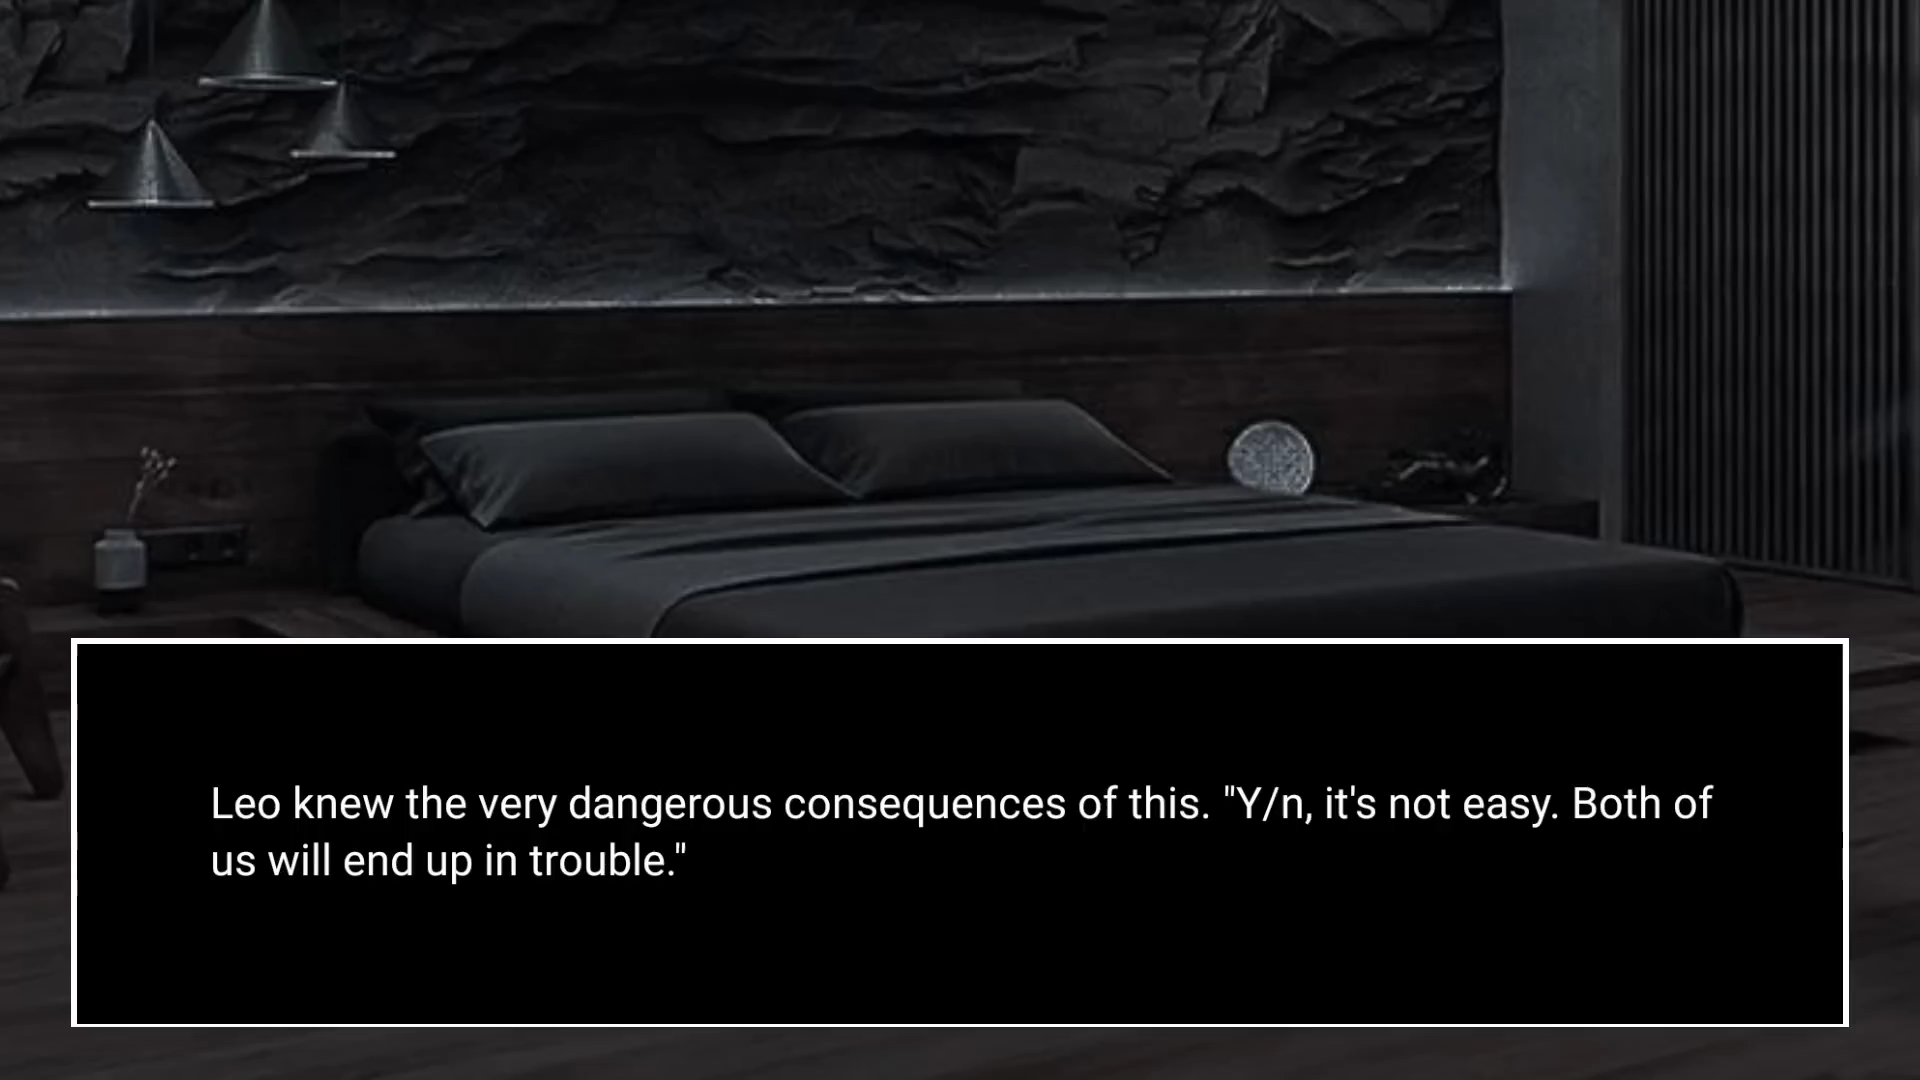 Leo knew the very dangerous consequences of this. "Y/n, it's not easy. Both of
us will end up in trouble."